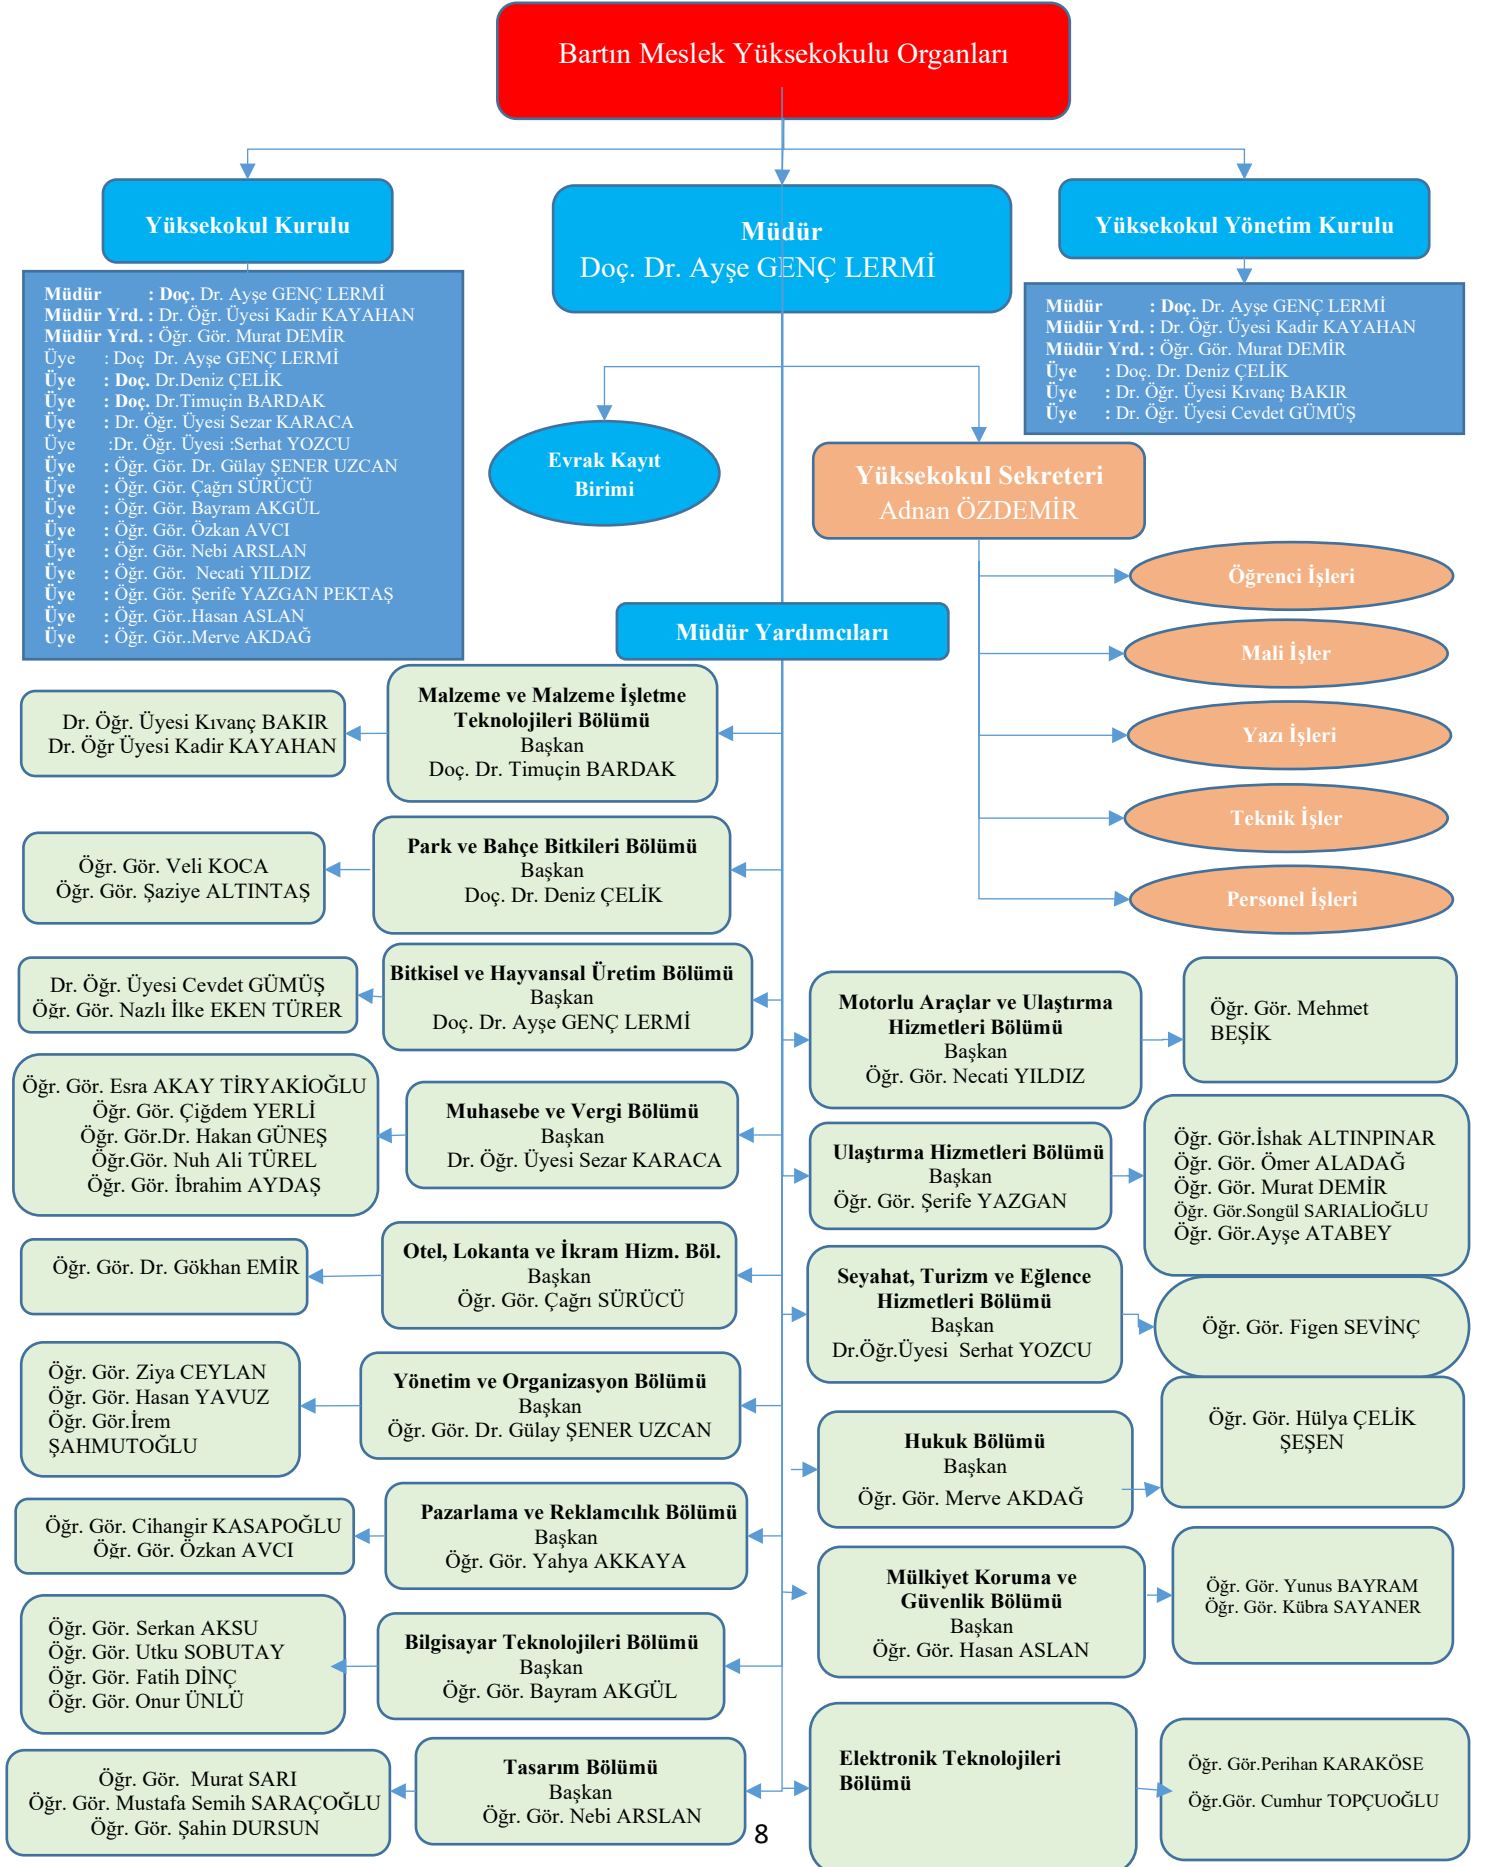 Bartın Meslek Yüksekokulu Organları
Yüksekokul Kurulu
Müdür
Doç. Dr. Ayşe GENÇ LERMİ
Yüksekokul Yönetim Kurulu
Müdür : Doç. Dr. Ayşe GENÇ LERMİ
Müdür Yrd. : Dr. Öğr. Üyesi Kadir KAYAHAN
Müdür Yrd. : Öğr. Gör. Murat DEMİR
Üye : Doç Dr. Ayşe GENÇ LERMİ
Üye : Doç. Dr.Deniz ÇELİK
Üye : Doç. Dr.Timuçin BARDAK
Üye : Dr. Öğr. Üyesi Sezar KARACA
Üye :Dr. Öğr. Üyesi :Serhat YOZCU
Üye : Öğr. Gör. Dr. Gülay ŞENER UZCAN
Üye : Öğr. Gör. Çağrı SÜRÜCÜ
Üye : Öğr. Gör. Bayram AKGÜL
Üye : Öğr. Gör. Özkan AVCI
Üye : Öğr. Gör. Nebi ARSLAN
Üye : Öğr. Gör. Necati YILDIZ
Üye : Öğr. Gör. Şerife YAZGAN PEKTAŞ
Üye : Öğr. Gör..Hasan ASLAN
Üye : Öğr. Gör..Merve AKDAĞ
Müdür : Doç. Dr. Ayşe GENÇ LERMİ
Müdür Yrd. : Dr. Öğr. Üyesi Kadir KAYAHAN
Müdür Yrd. : Öğr. Gör. Murat DEMİR
Üye : Doç. Dr. Deniz ÇELİK
Üye : Dr. Öğr. Üyesi Kıvanç BAKIR
Üye : Dr. Öğr. Üyesi Cevdet GÜMÜŞ
Evrak Kayıt
Birimi
Yüksekokul Sekreteri
Adnan ÖZDEMİR
Öğrenci İşleri
Mali İşler
Yazı İşleri
Teknik İşler
Personel İşleri
Müdür Yardımcıları
Malzeme ve Malzeme İşletme
Teknolojileri Bölümü
Başkan
Doç. Dr. Timuçin BARDAK
Dr. Öğr. Üyesi Kıvanç BAKIR
Dr. Öğr Üyesi Kadir KAYAHAN
Park ve Bahçe Bitkileri Bölümü
Başkan
Doç. Dr. Deniz ÇELİK
Öğr. Gör. Veli KOCA
Öğr. Gör. Şaziye ALTINTAŞ
Bitkisel ve Hayvansal Üretim Bölümü
Başkan
Doç. Dr. Ayşe GENÇ LERMİ
Dr. Öğr. Üyesi Cevdet GÜMÜŞ
Öğr. Gör. Nazlı İlke EKEN TÜRER
Motorlu Araçlar ve Ulaştırma
Hizmetleri Bölümü
Başkan
Öğr. Gör. Necati YILDIZ
Öğr. Gör. Mehmet
BEŞİK
Muhasebe ve Vergi Bölümü
Başkan
Dr. Öğr. Üyesi Sezar KARACA
Öğr. Gör. Esra AKAY TİRYAKİOĞLU
Öğr. Gör. Çiğdem YERLİ
Öğr. Gör.Dr. Hakan GÜNEŞ
Öğr.Gör. Nuh Ali TÜREL
Öğr. Gör. İbrahim AYDAŞ
Ulaştırma Hizmetleri Bölümü
Başkan
Öğr. Gör. Şerife YAZGAN
Öğr. Gör.İshak ALTINPINAR
Öğr. Gör. Ömer ALADAĞ
Öğr. Gör. Murat DEMİR
Öğr. Gör.Songül SARIALİOĞLU
Öğr. Gör.Ayşe ATABEY
Otel, Lokanta ve İkram Hizm. Böl.
Başkan
Öğr. Gör. Çağrı SÜRÜCÜ
Öğr. Gör. Dr. Gökhan EMİR
Seyahat, Turizm ve Eğlence
Hizmetleri Bölümü
Başkan
Dr.Öğr.Üyesi Serhat YOZCU
Öğr. Gör. Figen SEVİNÇ
Yönetim ve Organizasyon Bölümü
Başkan
Öğr. Gör. Dr. Gülay ŞENER UZCAN
Öğr. Gör. Ziya CEYLAN
Öğr. Gör. Hasan YAVUZ
Öğr. Gör.İrem
ŞAHMUTOĞLU
Hukuk Bölümü
Başkan
Öğr. Gör. Merve AKDAĞ
Öğr. Gör. Hülya ÇELİK
ŞEŞEN
Pazarlama ve Reklamcılık Bölümü
Başkan
Öğr. Gör. Yahya AKKAYA
Öğr. Gör. Cihangir KASAPOĞLU
Öğr. Gör. Özkan AVCI
Mülkiyet Koruma ve
Güvenlik Bölümü
Başkan
Öğr. Gör. Hasan ASLAN
Öğr. Gör. Yunus BAYRAM
Öğr. Gör. Kübra SAYANER
Bilgisayar Teknolojileri Bölümü
Başkan
Öğr. Gör. Bayram AKGÜL
Öğr. Gör. Serkan AKSU
Öğr. Gör. Utku SOBUTAY
Öğr. Gör. Fatih DİNÇ
Öğr. Gör. Onur ÜNLÜ
Elektronik Teknolojileri
Bölümü
Öğr. Gör.Perihan KARAKÖSE
Öğr.Gör. Cumhur TOPÇUOĞLU
Tasarım Bölümü
Başkan
Öğr. Gör. Nebi ARSLAN
Öğr. Gör. Murat SARI
Öğr. Gör. Mustafa Semih SARAÇOĞLU
Öğr. Gör. Şahin DURSUN
8